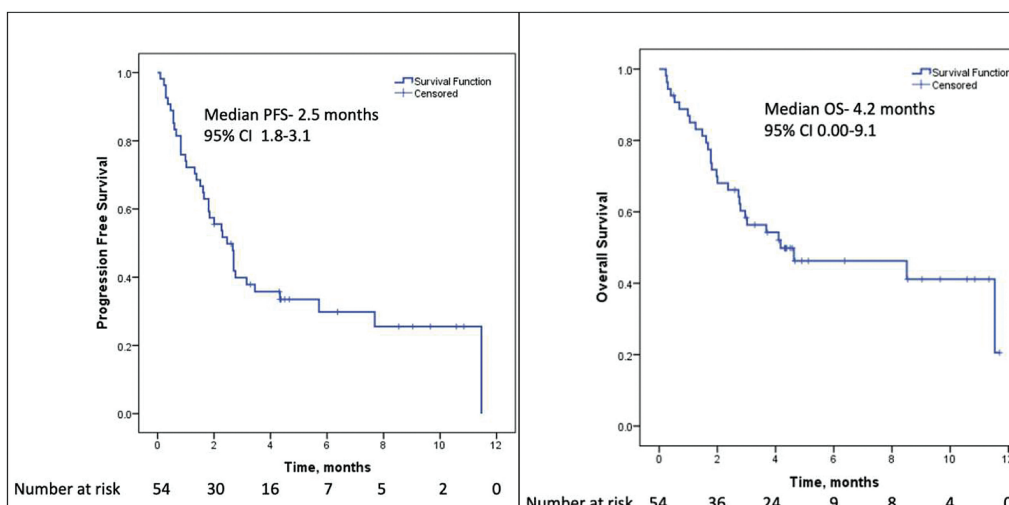 Survival Function
Censored
Median PFS- 2.5 months
95% CI 1.8-3.1
Progression Free Survival
1.0
0.8
0.6
0.4
0.2
0.0
0 2 4 6 8 10 12
Time, months
Number at risk 54 30 16 7 5 2 0
Survival Function
Censored
Median OS- 4.2 months
95% CI 0.00-9.1
Overall Survival
1.0
0.8
0.6
0.4
0.2
0.0
0 2 4 6 8 10 12
Time, months
Number at risk 54 36 24 9 8 4 0